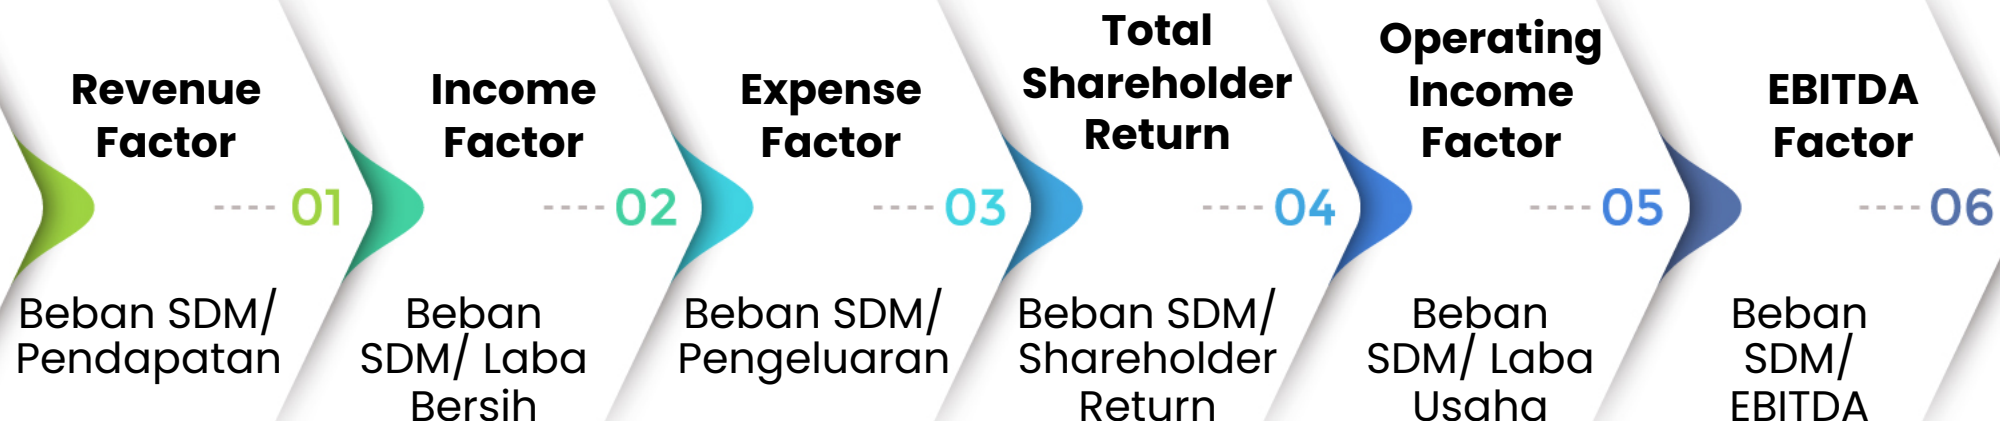 Revenue
Factor
01
Beban SDM/
Pendapatan
Income
Factor
02
Beban
SDM/ Laba
Bersih
Expense
Factor
03
Beban SDM/
Pengeluaran
Total
Shareholder
Return
04
Beban SDM/
Shareholder
Return
Operating
Income
Factor
05
Beban
SDM/ Laba
Usaha
EBITDA
Factor
06
Beban
SDM/
EBITDA